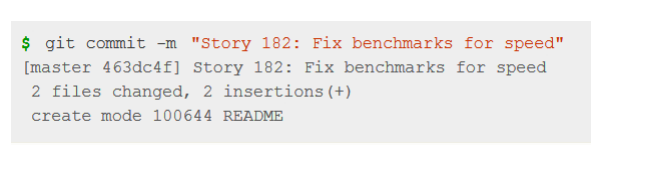 $ git commit -m "Story 182: Fix benchmarks for speed"
[master 463dc4f] Story 182: Fix benchmarks for speed
 2 files changed, 2 insertions(+)
 create mode 100644 README